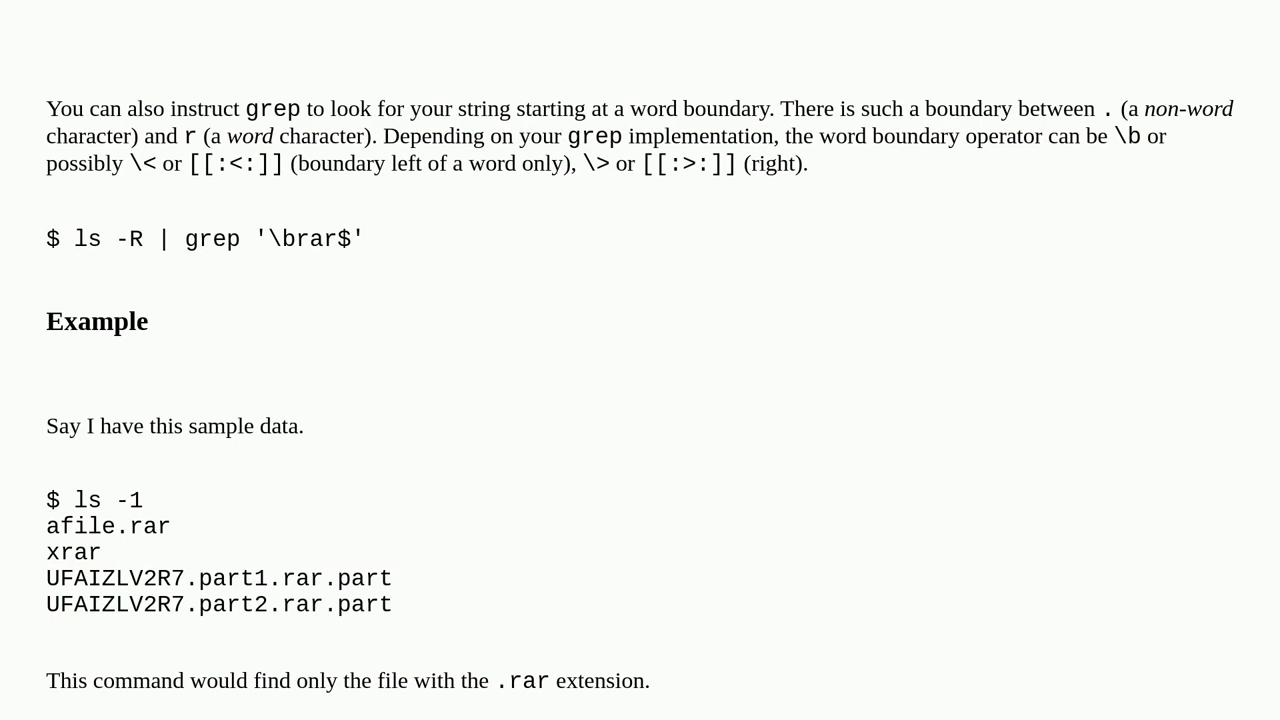 You can also instruct grep to look for your string starting at a word boundary. There is such a boundary between . (a non-word
character) and r (a word character). Depending on your grep implementation, the word boundary operator can be \b or
possibly \< or [[:<:]] (boundary left of a word only), \> or [[:>:]] (right).
$ ls -R | grep '\brar$'
Example
Say I have this sample data.
$ ls -1
afile.rar
xrar
UFAIZLV2R7.part1.rar.part
UFAIZLV2R7.part2.rar.part
This command would find only the file with the .rar extension.